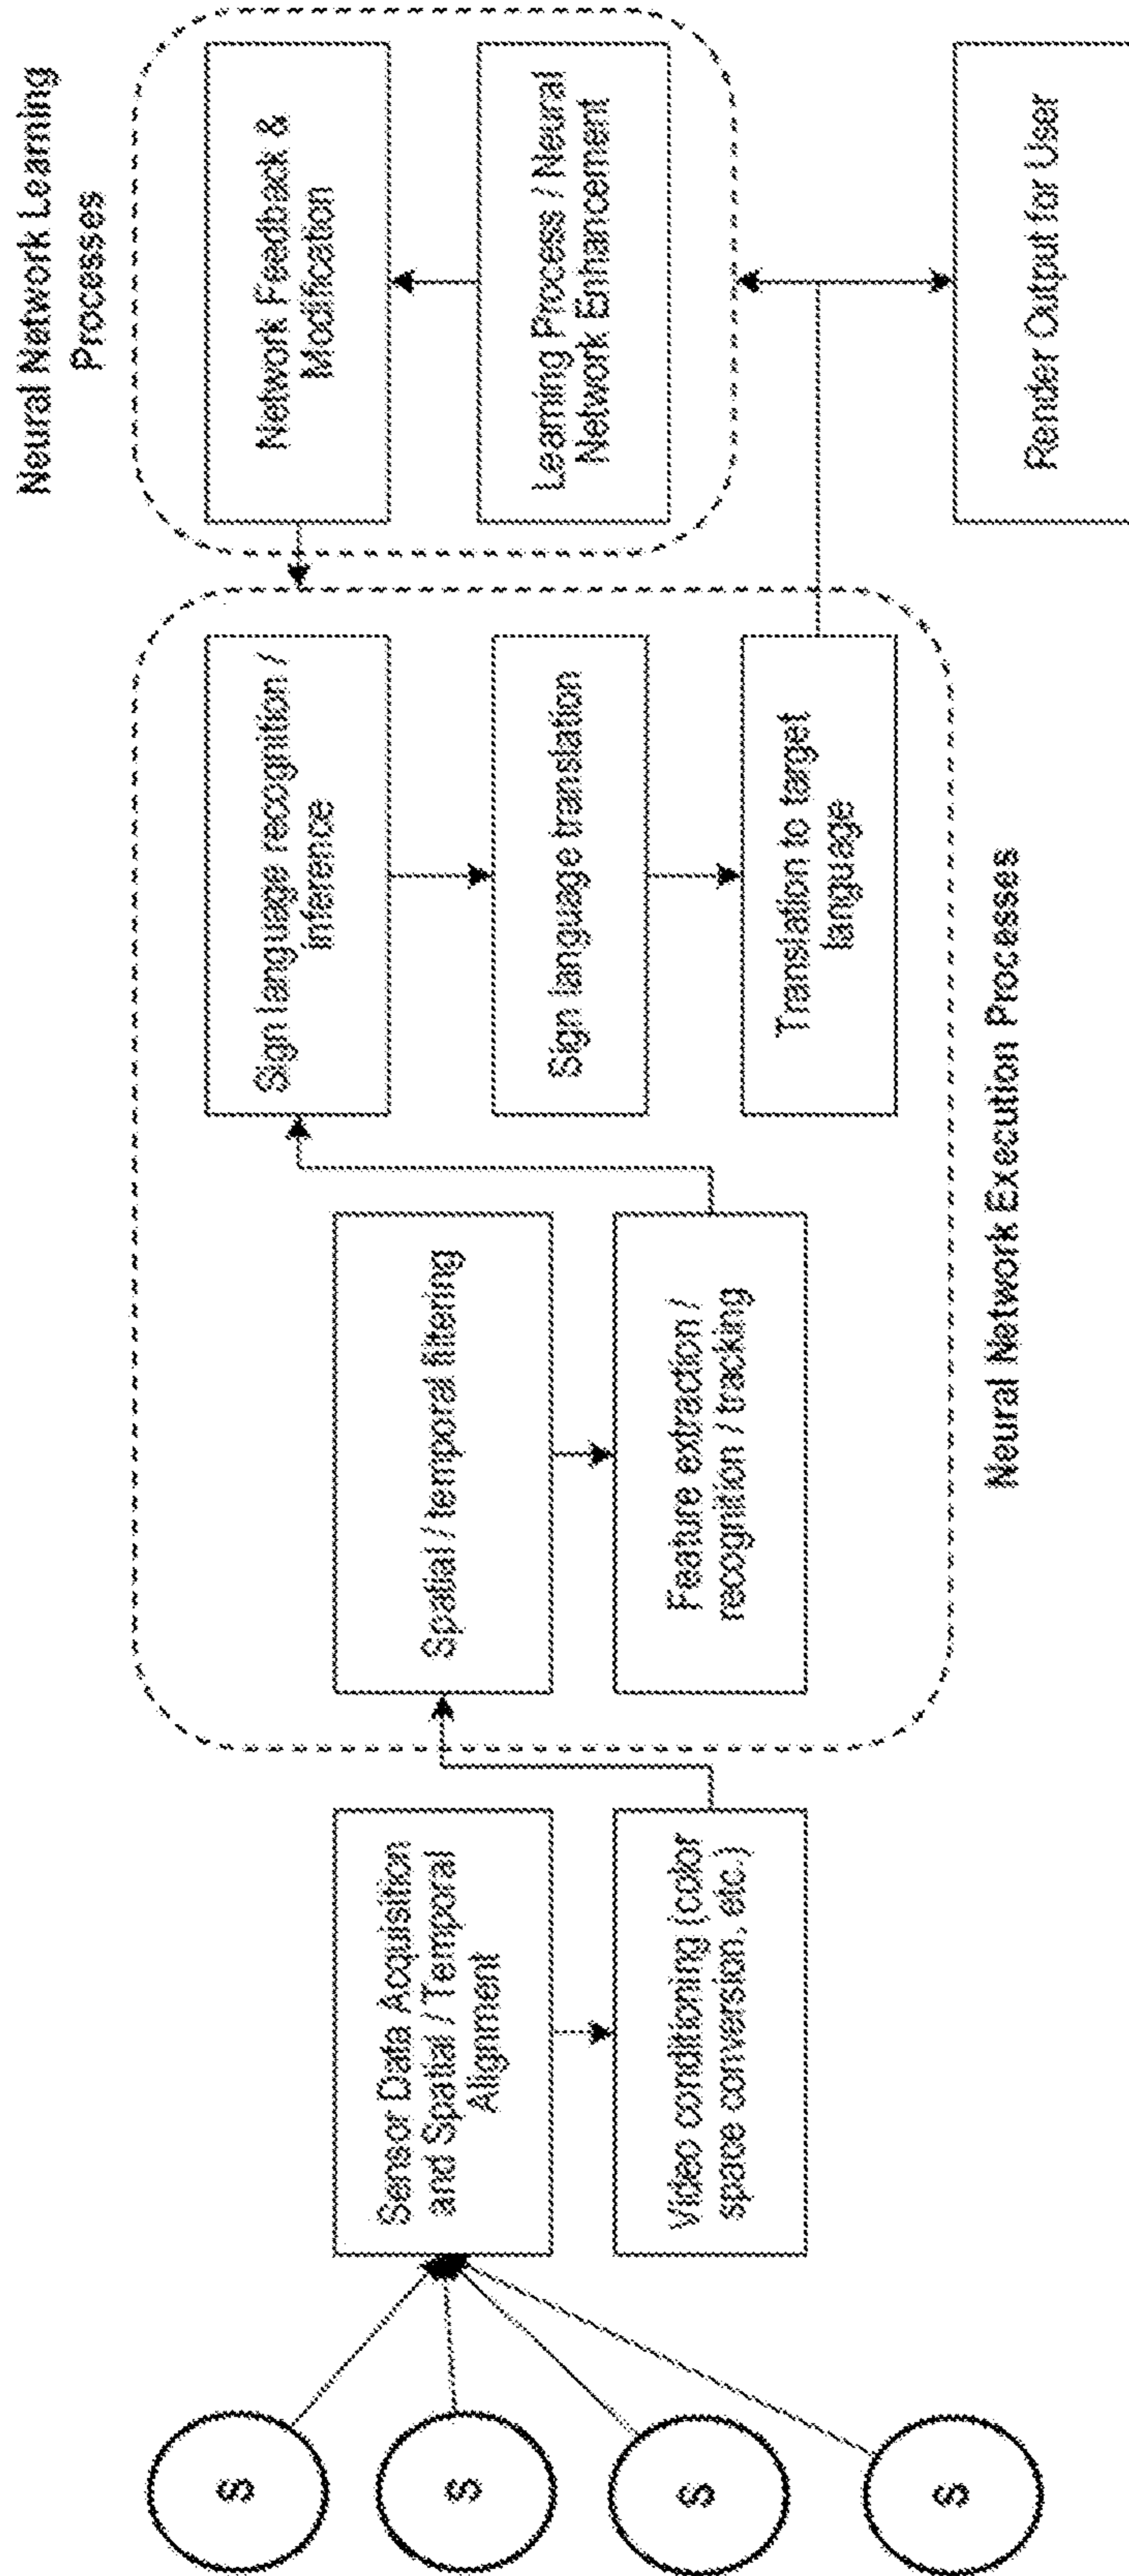 S
S
S
S
Sensor Data Acquisition
and Spatial / Temporal
Alignment
Video conditioning (color
space conversion, etc.)
Spatial / temporal filtering
Feature extraction /
recognition / tracking
Sign language recognition /
inference
Sign language translation
Translation to target
language
Neural Network Execution Processes
Neural Network Learning
Processes
Network Feedback &
Modification
Learning Process / Neural
Network Enhancement
Render Output for User